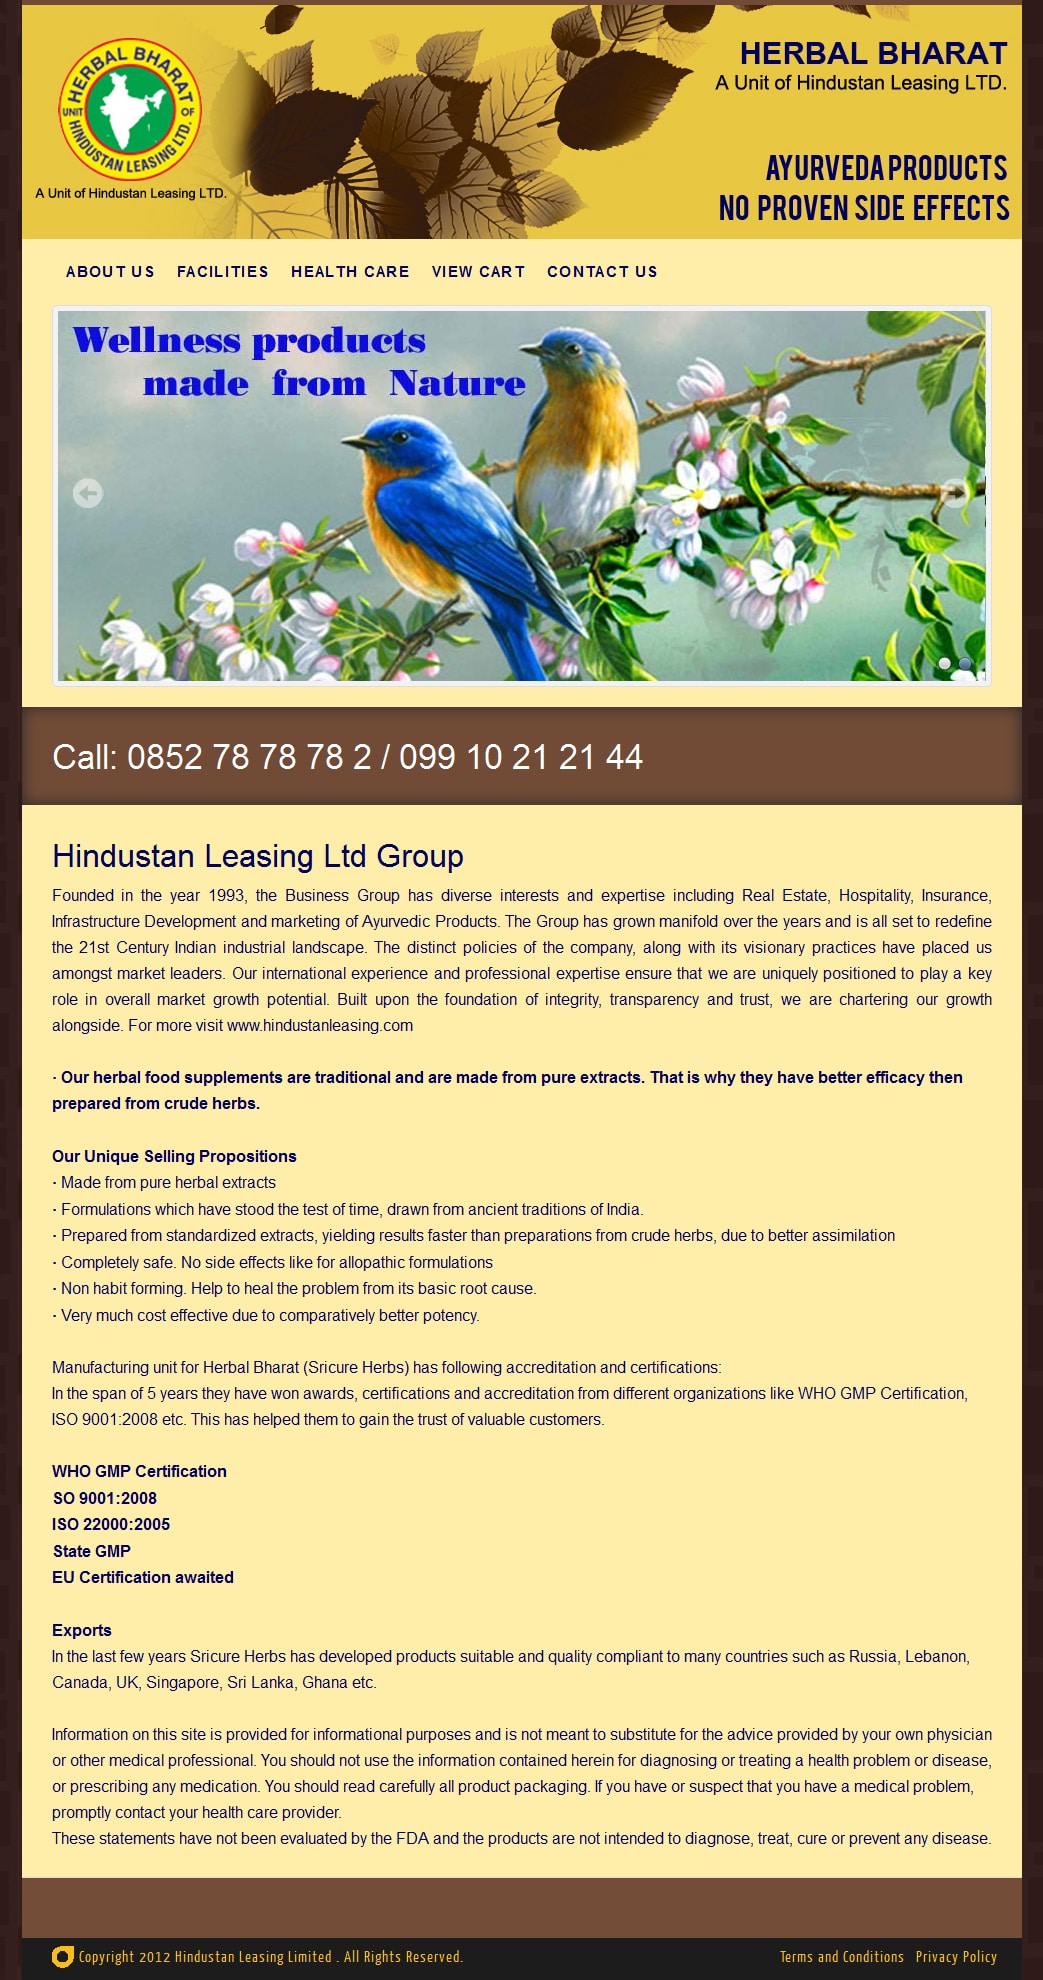 HERBAL BHARAT
UNIT OF
HINDUSTAN LEASING LTD.
A Unit of Hindustan Leasing LTD.
HERBAL BHARAT
A Unit of Hindustan Leasing LTD.
AYURVEDA PRODUCTS
NO PROVEN SIDE EFFECTS
ABOUT US FACILITIES HEALTH CARE VIEW CART CONTACT US
Wellness products
made from Nature
Call: 0852 78 78 78 2 / 099 10 21 21 44
Hindustan Leasing Ltd Group
Founded in the year 1993, the Business Group has diverse interests and expertise including Real Estate, Hospitality, Insurance,
Infrastructure Development and marketing of Ayurvedic Products. The Group has grown manifold over the years and is all set to redefine
the 21st Century Indian industrial landscape. The distinct policies of the company, along with its visionary practices have placed us
amongst market leaders. Our international experience and professional expertise ensure that we are uniquely positioned to play a key
role in overall market growth potential. Built upon the foundation of integrity, transparency and trust, we are chartering our growth
alongside. For more visit www.hindustanleasing.com
· Our herbal food supplements are traditional and are made from pure extracts. That is why they have better efficacy then
prepared from crude herbs.
Our Unique Selling Propositions
· Made from pure herbal extracts
· Formulations which have stood the test of time, drawn from ancient traditions of India.
· Prepared from standardized extracts, yielding results faster than preparations from crude herbs, due to better assimilation
· Completely safe. No side effects like for allopathic formulations
· Non habit forming. Help to heal the problem from its basic root cause.
· Very much cost effective due to comparatively better potency.
Manufacturing unit for Herbal Bharat (Sricure Herbs) has following accreditation and certifications:
In the span of 5 years they have won awards, certifications and accreditation from different organizations like WHO GMP Certification,
ISO 9001:2008 etc. This has helped them to gain the trust of valuable customers.
WHO GMP Certification
SO 9001:2008
ISO 22000:2005
State GMP
EU Certification awaited
Exports
In the last few years Sricure Herbs has developed products suitable and quality compliant to many countries such as Russia, Lebanon,
Canada, UK, Singapore, Sri Lanka, Ghana etc.
Information on this site is provided for informational purposes and is not meant to substitute for the advice provided by your own physician
or other medical professional. You should not use the information contained herein for diagnosing or treating a health problem or disease,
or prescribing any medication. You should read carefully all product packaging. If you have or suspect that you have a medical problem,
promptly contact your health care provider.
These statements have not been evaluated by the FDA and the products are not intended to diagnose, treat, cure or prevent any disease.
Copyright 2012 Hindustan Leasing Limited . All Rights Reserved. Terms and Conditions Privacy Policy